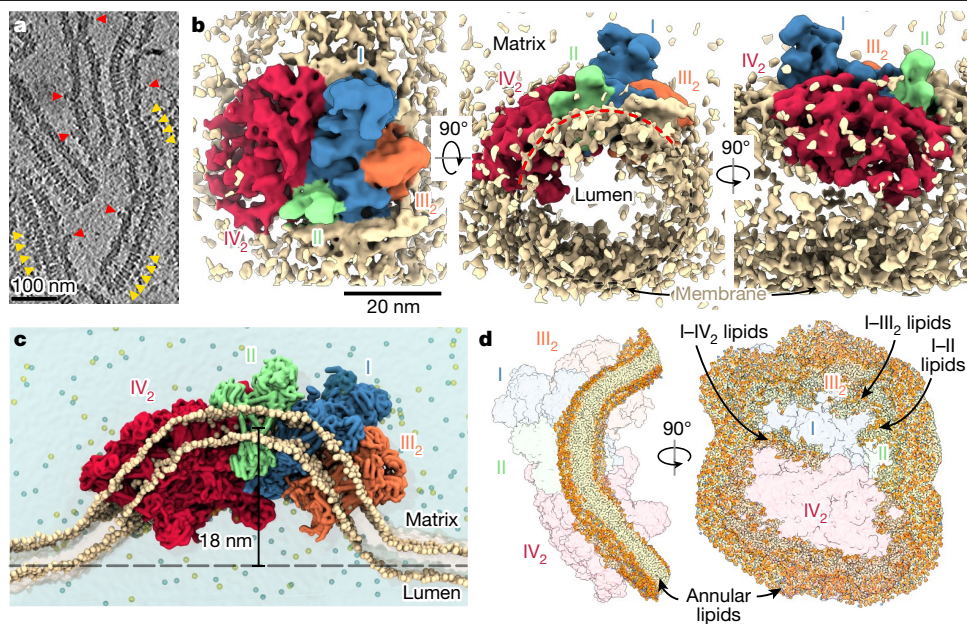 a
100 nm
b
I
IV2
II
III2
20 nm
90°
Matrix
I
II
IV2
III2
Lumen
Membrane
90°
I
IV2
III2
II
c
II
I
IV2
III2
18 nm
Matrix
Lumen
d
III2
I
II
IV2
90°
I–IV2 lipids
I–III2 lipids
I–II
lipids
III2
I
II
IV2
Annular
lipids